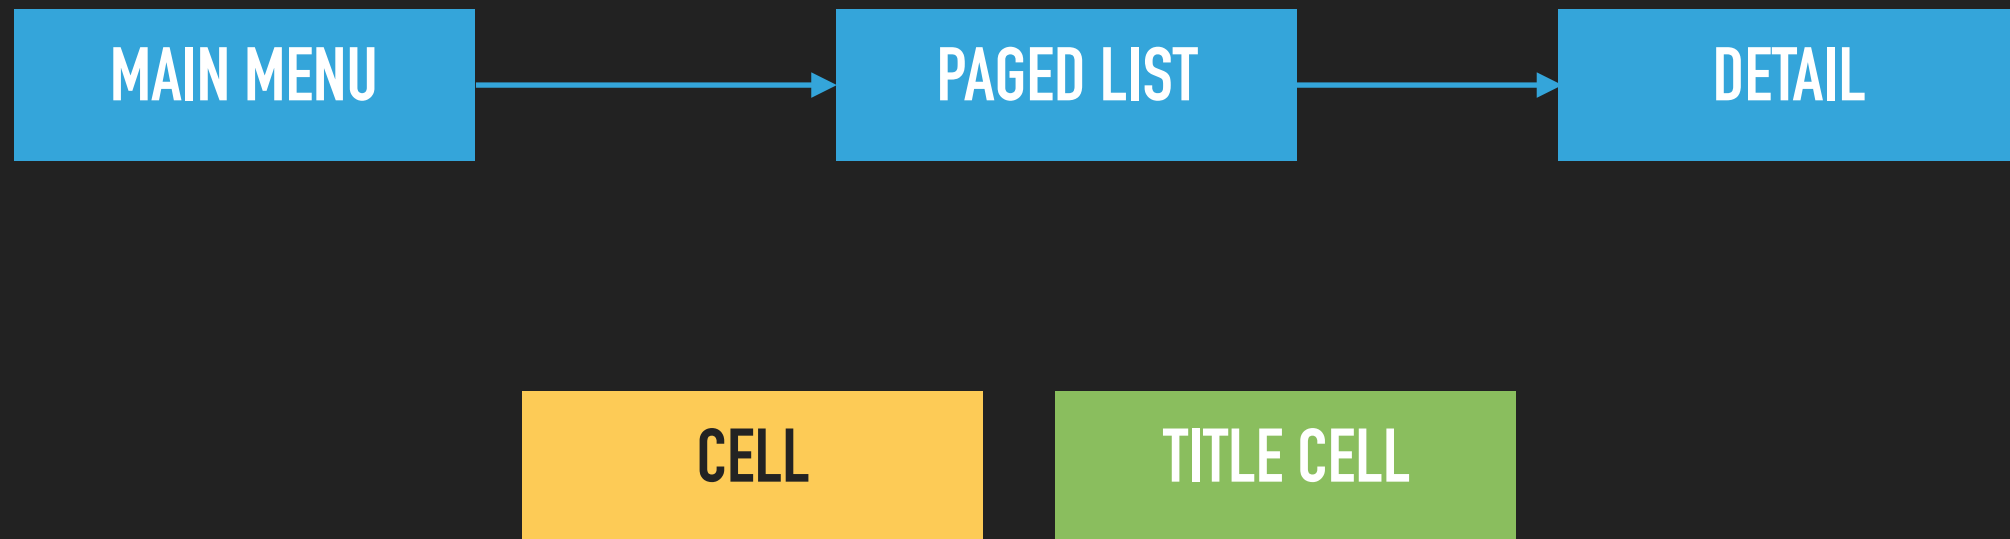 MAIN MENU
PAGED LIST
DETAIL
CELL
TITLE CELL